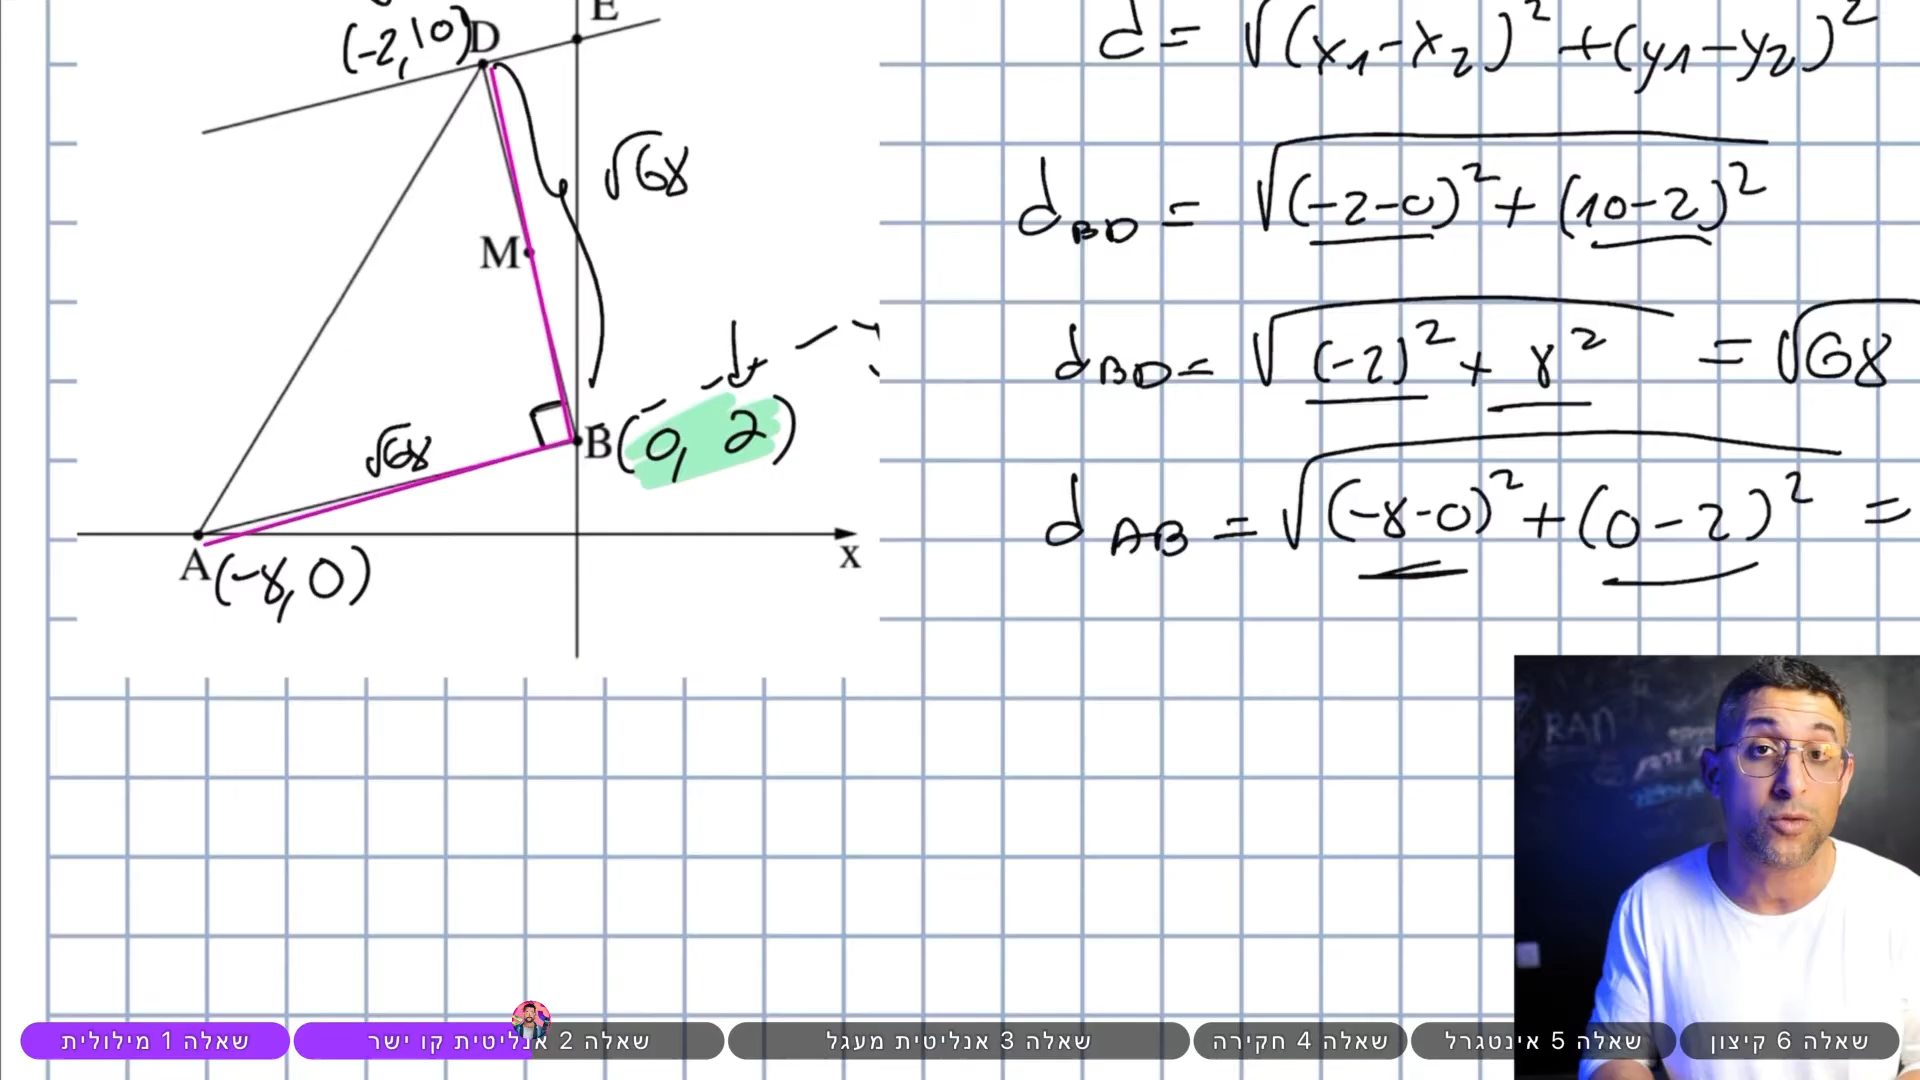 E
(-2,10) D
√68
M
B (0, 2)
√68
x
A (-8,0)
d = √(x₁-x₂)² + (y₁-y₂)²
d_BD = √(-2-0)² + (10-2)²
d_BD = √(-2)² + 8² = √68
d_AB = √(-8-0)² + (0-2)² =
RAN
שאלה 1 מילולית
שאלה 2 אנליטית קו ישר
שאלה 3 אנליטית מעגל
שאלה 4 חקירה
שאלה 5 אינטגרל
שאלה 6 קיצון